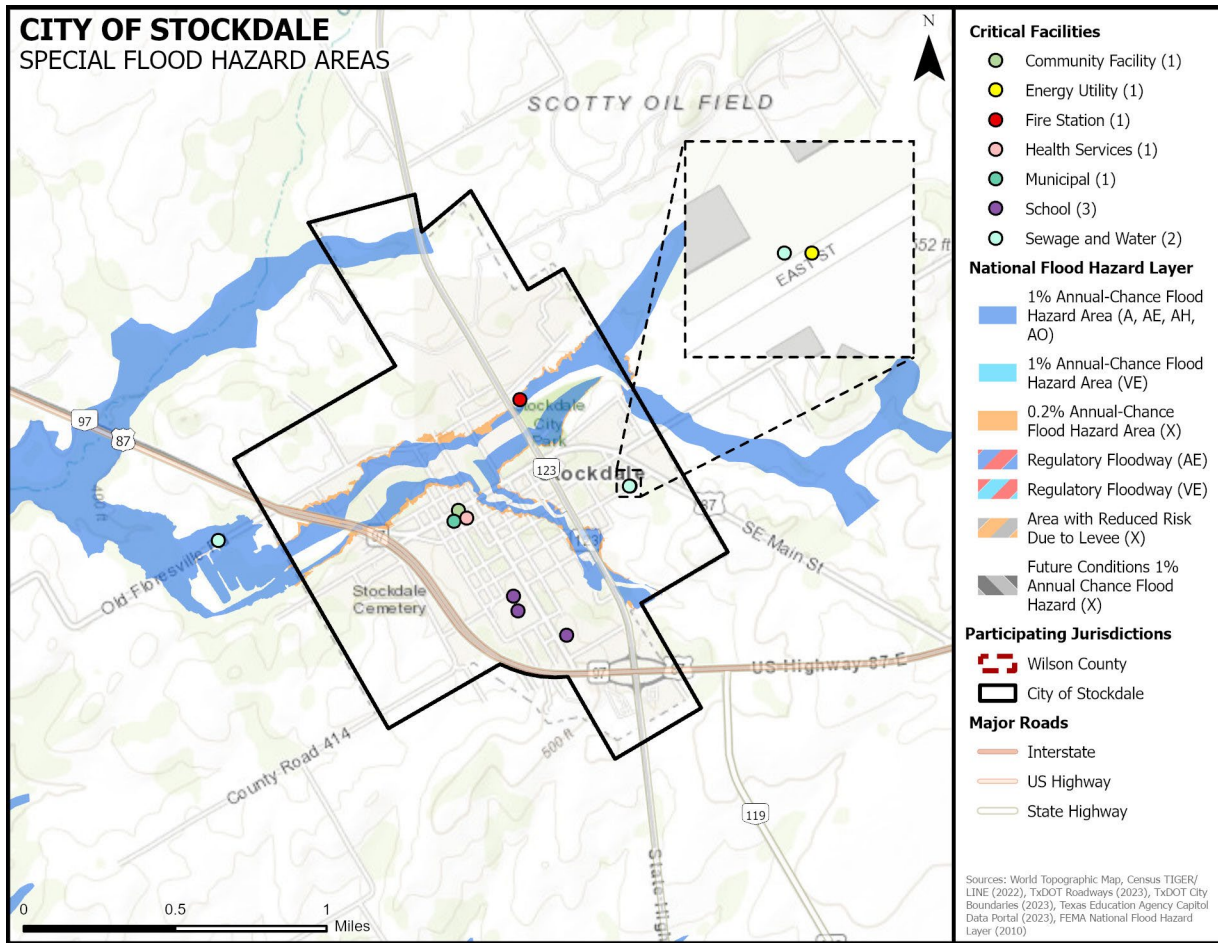 CITY OF STOCKDALE
SPECIAL FLOOD HAZARD AREAS
N
SCOTTY OIL FIELD
552 ft
EAST ST
97
87
Stockdale
City
Park
123
Stockdale
87
SE Main St
123
400 ft
Old Floresville
Stockdale
Cemetery
87
87
US Highway 87 E
500 ft
County Road 414
119
State High
0
0.5
1
Miles
Critical Facilities
Community Facility (1)
Energy Utility (1)
Fire Station (1)
Health Services (1)
Municipal (1)
School (3)
Sewage and Water (2)
National Flood Hazard Layer
1% Annual-Chance Flood
Hazard Area (A, AE, AH,
AO)
1% Annual-Chance Flood
Hazard Area (VE)
0.2% Annual-Chance
Flood Hazard Area (X)
Regulatory Floodway (AE)
Regulatory Floodway (VE)
Area with Reduced Risk
Due to Levee (X)
Future Conditions 1%
Annual Chance Flood
Hazard (X)
Participating Jurisdictions
Wilson County
City of Stockdale
Major Roads
Interstate
US Highway
State Highway
Sources: World Topographic Map, Census TIGER/
LINE (2022), TxDOT Roadways (2023), TxDOT City
Boundaries (2023), Texas Education Agency Capitol
Data Portal (2023), FEMA National Flood Hazard
Layer (2010)